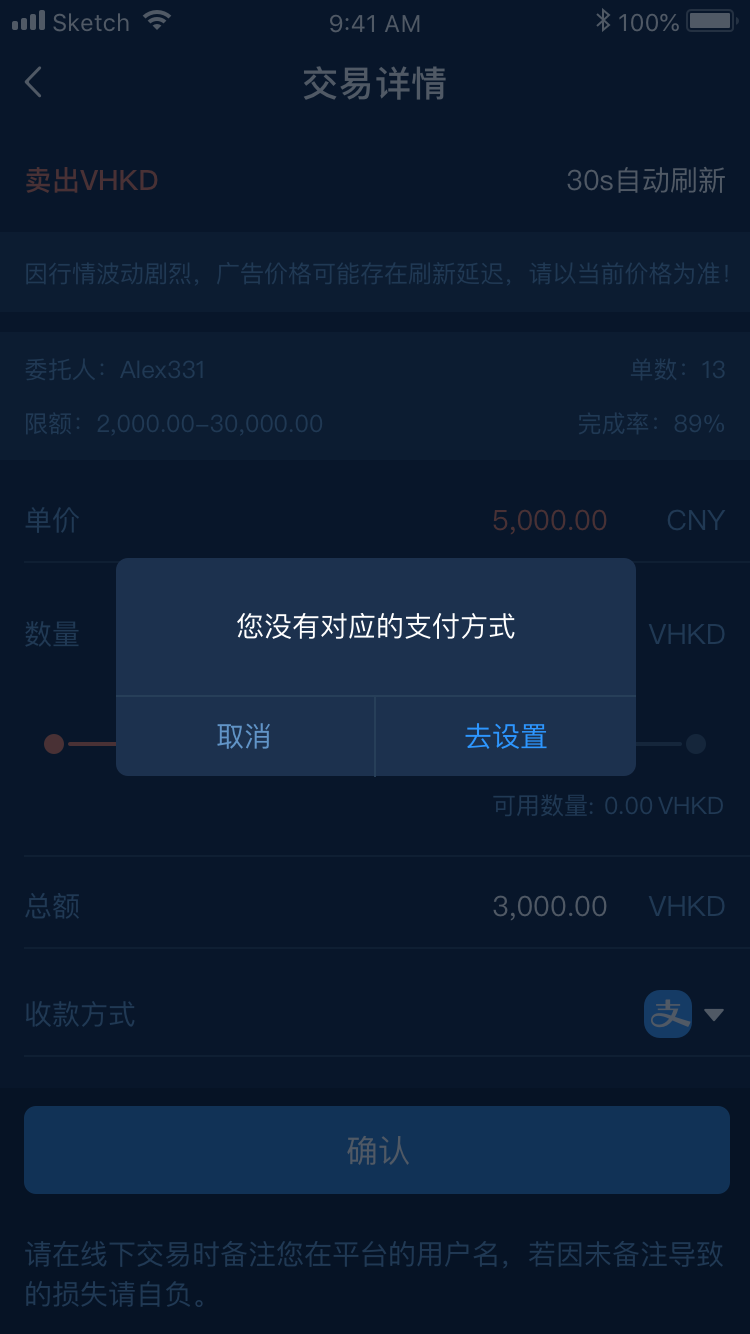 Sketch 9:41 AM 100%
交易详情
卖出VHKD 30s自动刷新
因行情波动剧烈，广告价格可能存在刷新延迟，请以当前价格为准！
委托人：Alex331 单数：13
限额：2,000.00–30,000.00 完成率：89%
单价 5,000.00 CNY
您没有对应的支付方式
数量 VHKD
取消 去设置
可用数量: 0.00 VHKD
总额 3,000.00 VHKD
收款方式 支
确认
请在线下交易时备注您在平台的用户名，若因未备注导致
的损失请自负。